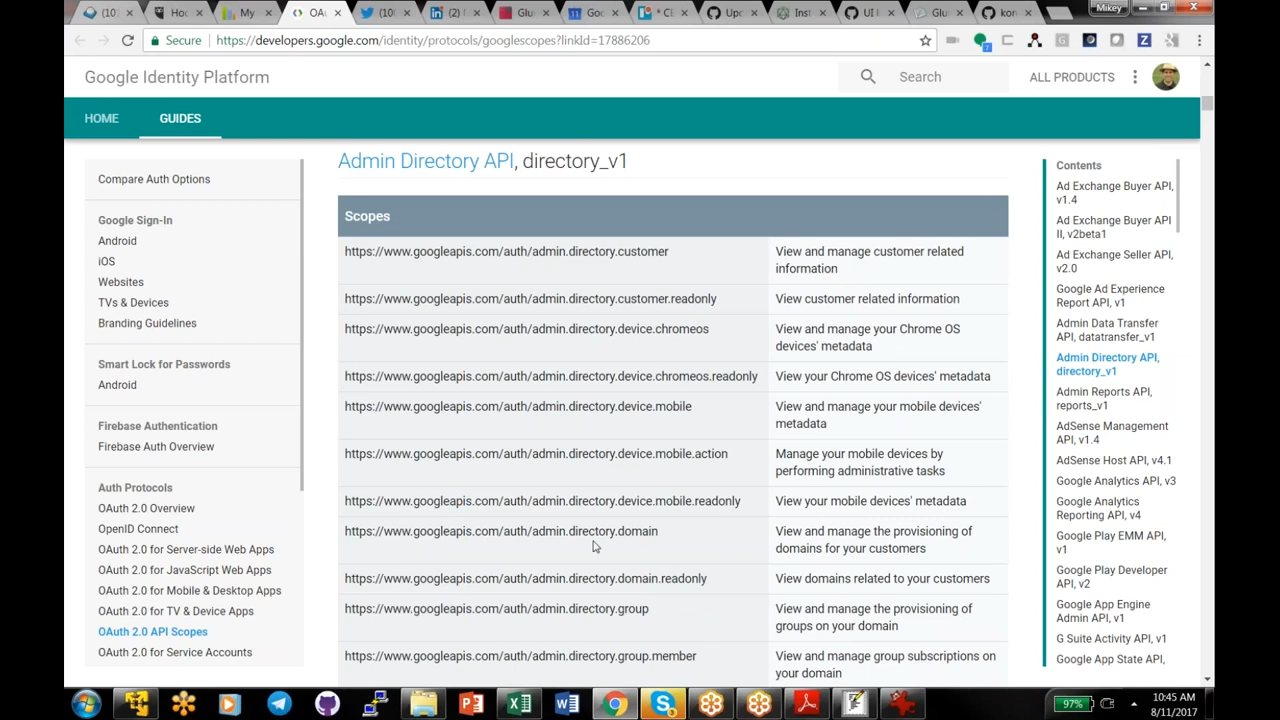 (10)
Hoo
My
OAu
(10
(2) I
Glu
Goo
* Cl
Upc
Inst
UI I
Glu
kor
Mikey
Secure
https://developers.google.com/identity/protocols/googlescopes?linkId=17886206
Google Identity Platform
Search
ALL PRODUCTS
HOME
GUIDES
Compare Auth Options
Google Sign-In
Android
iOS
Websites
TVs & Devices
Branding Guidelines
Smart Lock for Passwords
Android
Firebase Authentication
Firebase Auth Overview
Auth Protocols
OAuth 2.0 Overview
OpenID Connect
OAuth 2.0 for Server-side Web Apps
OAuth 2.0 for JavaScript Web Apps
OAuth 2.0 for Mobile & Desktop Apps
OAuth 2.0 for TV & Device Apps
OAuth 2.0 API Scopes
OAuth 2.0 for Service Accounts
Admin Directory API, directory_v1
Scopes
https://www.googleapis.com/auth/admin.directory.customer
View and manage customer related
information
https://www.googleapis.com/auth/admin.directory.customer.readonly
View customer related information
https://www.googleapis.com/auth/admin.directory.device.chromeos
View and manage your Chrome OS
devices' metadata
https://www.googleapis.com/auth/admin.directory.device.chromeos.readonly
View your Chrome OS devices' metadata
https://www.googleapis.com/auth/admin.directory.device.mobile
View and manage your mobile devices'
metadata
https://www.googleapis.com/auth/admin.directory.device.mobile.action
Manage your mobile devices by
performing administrative tasks
https://www.googleapis.com/auth/admin.directory.device.mobile.readonly
View your mobile devices' metadata
https://www.googleapis.com/auth/admin.directory.domain
View and manage the provisioning of
domains for your customers
https://www.googleapis.com/auth/admin.directory.domain.readonly
View domains related to your customers
https://www.googleapis.com/auth/admin.directory.group
View and manage the provisioning of
groups on your domain
https://www.googleapis.com/auth/admin.directory.group.member
View and manage group subscriptions on
your domain
Contents
Ad Exchange Buyer API,
v1.4
Ad Exchange Buyer API
II, v2beta1
Ad Exchange Seller API,
v2.0
Google Ad Experience
Report API, v1
Admin Data Transfer
API, datatransfer_v1
Admin Directory API,
directory_v1
Admin Reports API,
reports_v1
AdSense Management
API, v1.4
AdSense Host API, v4.1
Google Analytics API, v3
Google Analytics
Reporting API, v4
Google Play EMM API,
v1
Google Play Developer
API, v2
Google App Engine
Admin API, v1
G Suite Activity API, v1
Google App State API,
97%
10:45 AM
8/11/2017